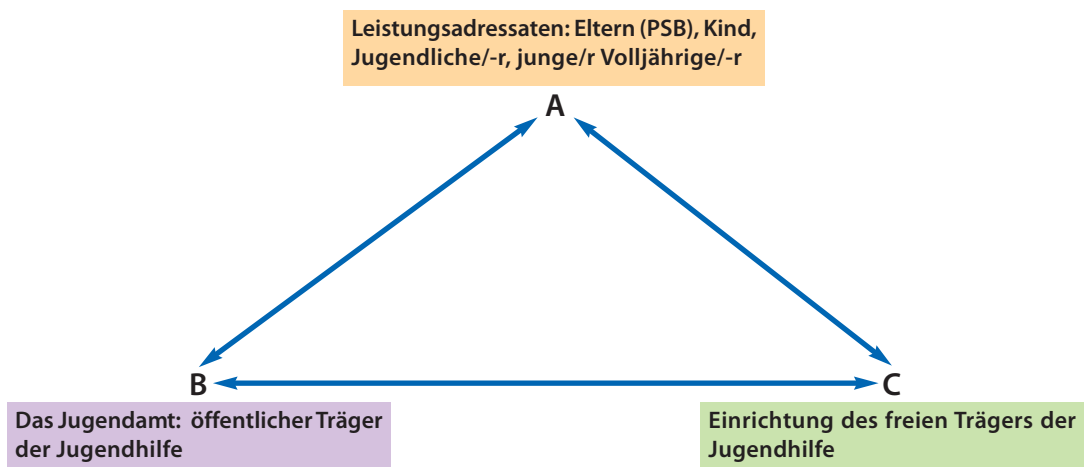 Leistungsadressaten: Eltern (PSB), Kind,
Jugendliche/-r, junge/r Volljährige/-r
A
B
C
Das Jugendamt: öffentlicher Träger
der Jugendhilfe
Einrichtung des freien Trägers der
Jugendhilfe